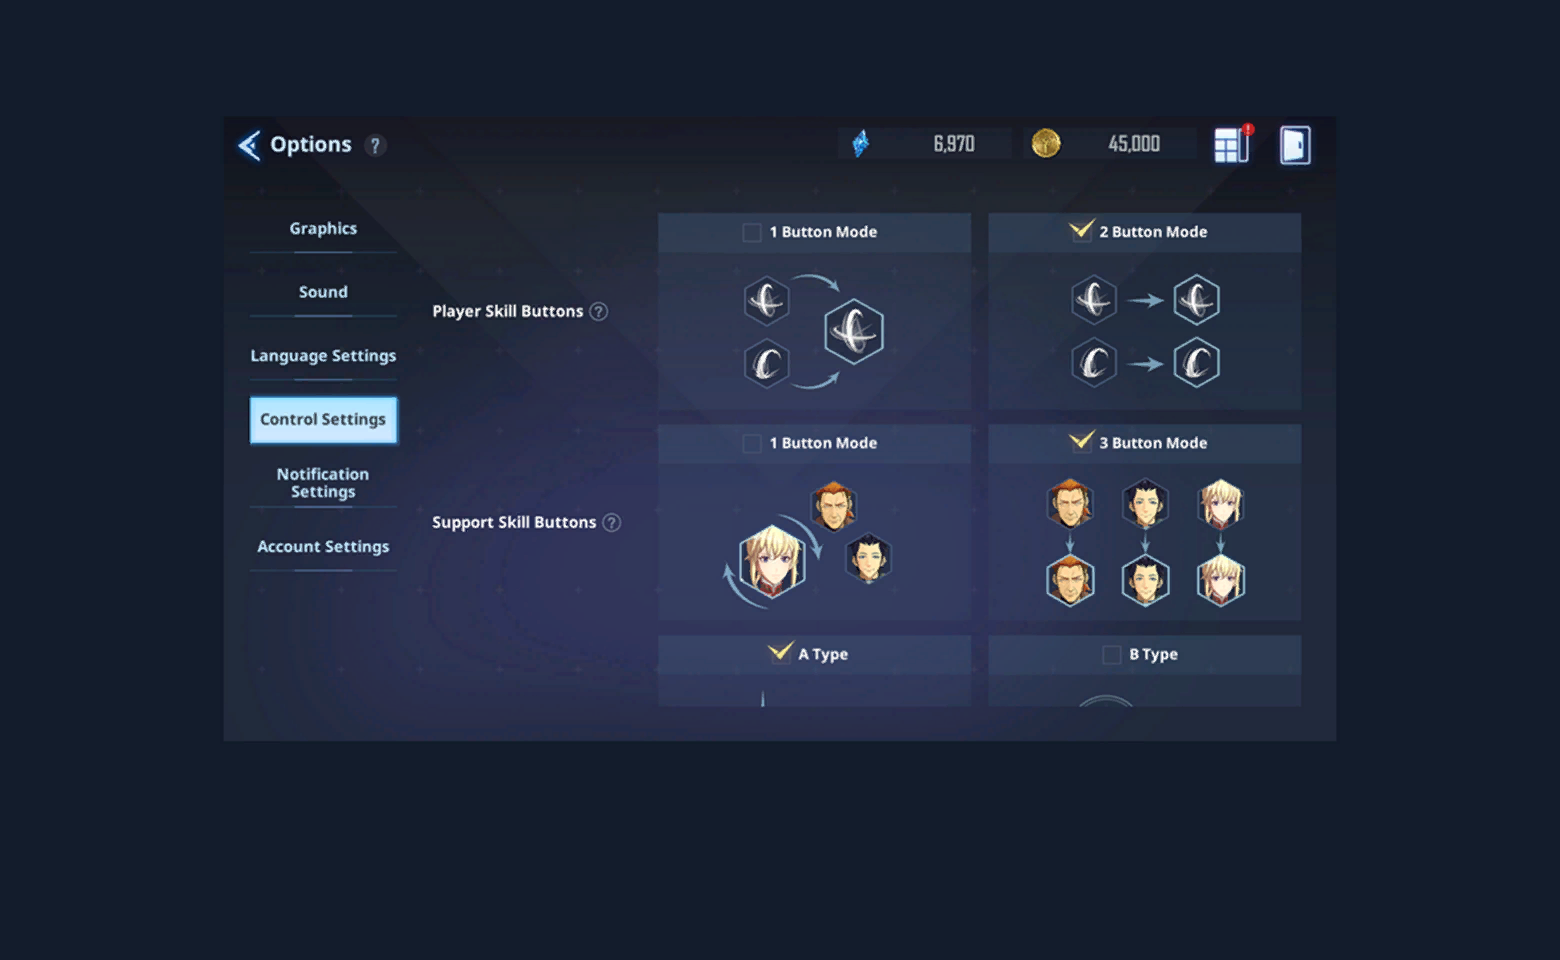 Options ?
6,970
45,000
!
Graphics
Sound
Language Settings
Control Settings
Notification
Settings
Account Settings
Player Skill Buttons ?
1 Button Mode
2 Button Mode
Support Skill Buttons ?
1 Button Mode
3 Button Mode
A Type
B Type